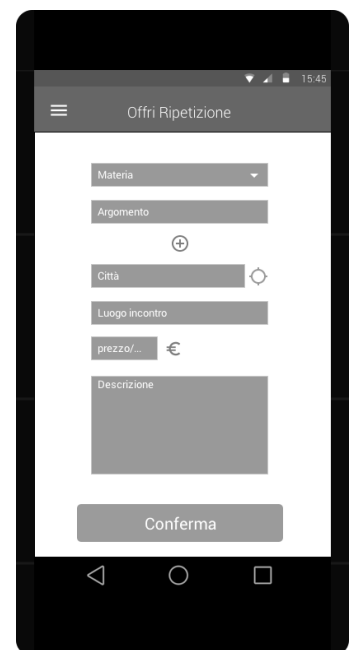 15:45
Offri Ripetizione
Materia
Argomento
Città
Luogo incontro
prezzo/... €
Descrizione
Conferma